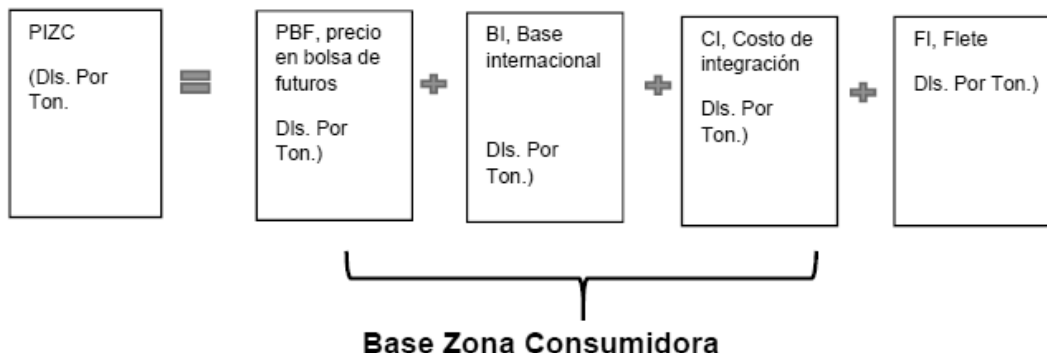 PIZC
(Dls. Por
Ton.
PBF, precio
en bolsa de
futuros
Dls. Por
Ton.)
BI, Base
internacional
Dls. Por
Ton.)
CI, Costo de
integración
Dls. Por
Ton.)
FI, Flete
Dls. Por Ton.)
Base Zona Consumidora